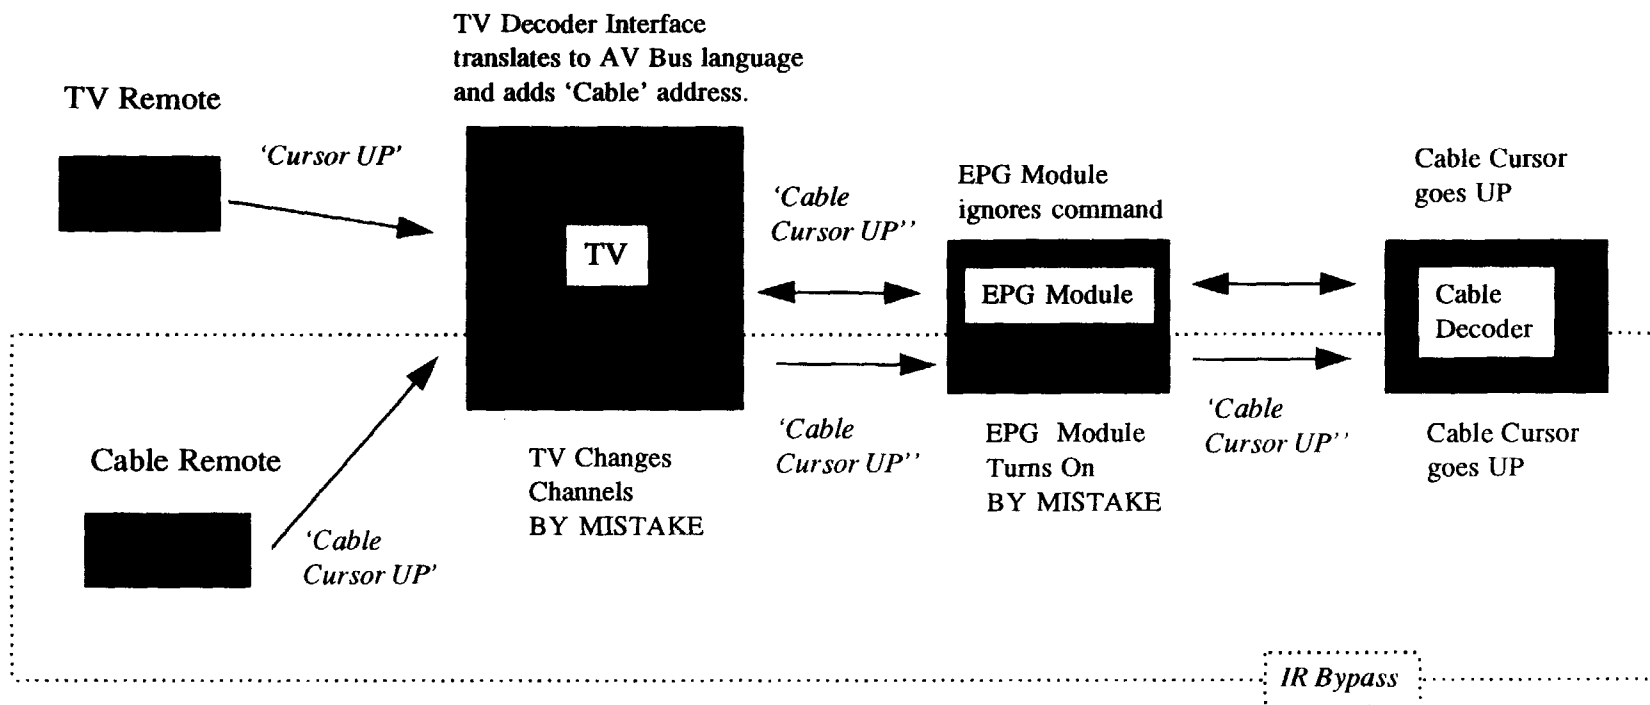 TV Decoder Interface
translates to AV Bus language
and adds ‘Cable’ address.
TV Remote
‘Cursor UP’
TV
‘Cable
Cursor UP’’
EPG Module
ignores command
EPG Module
Cable Cursor
goes UP
Cable
Decoder
Cable Remote
‘Cable
Cursor UP’
TV Changes
Channels
BY MISTAKE
‘Cable
Cursor UP’’
EPG Module
Turns On
BY MISTAKE
‘Cable
Cursor UP’’
Cable Cursor
goes UP
IR Bypass